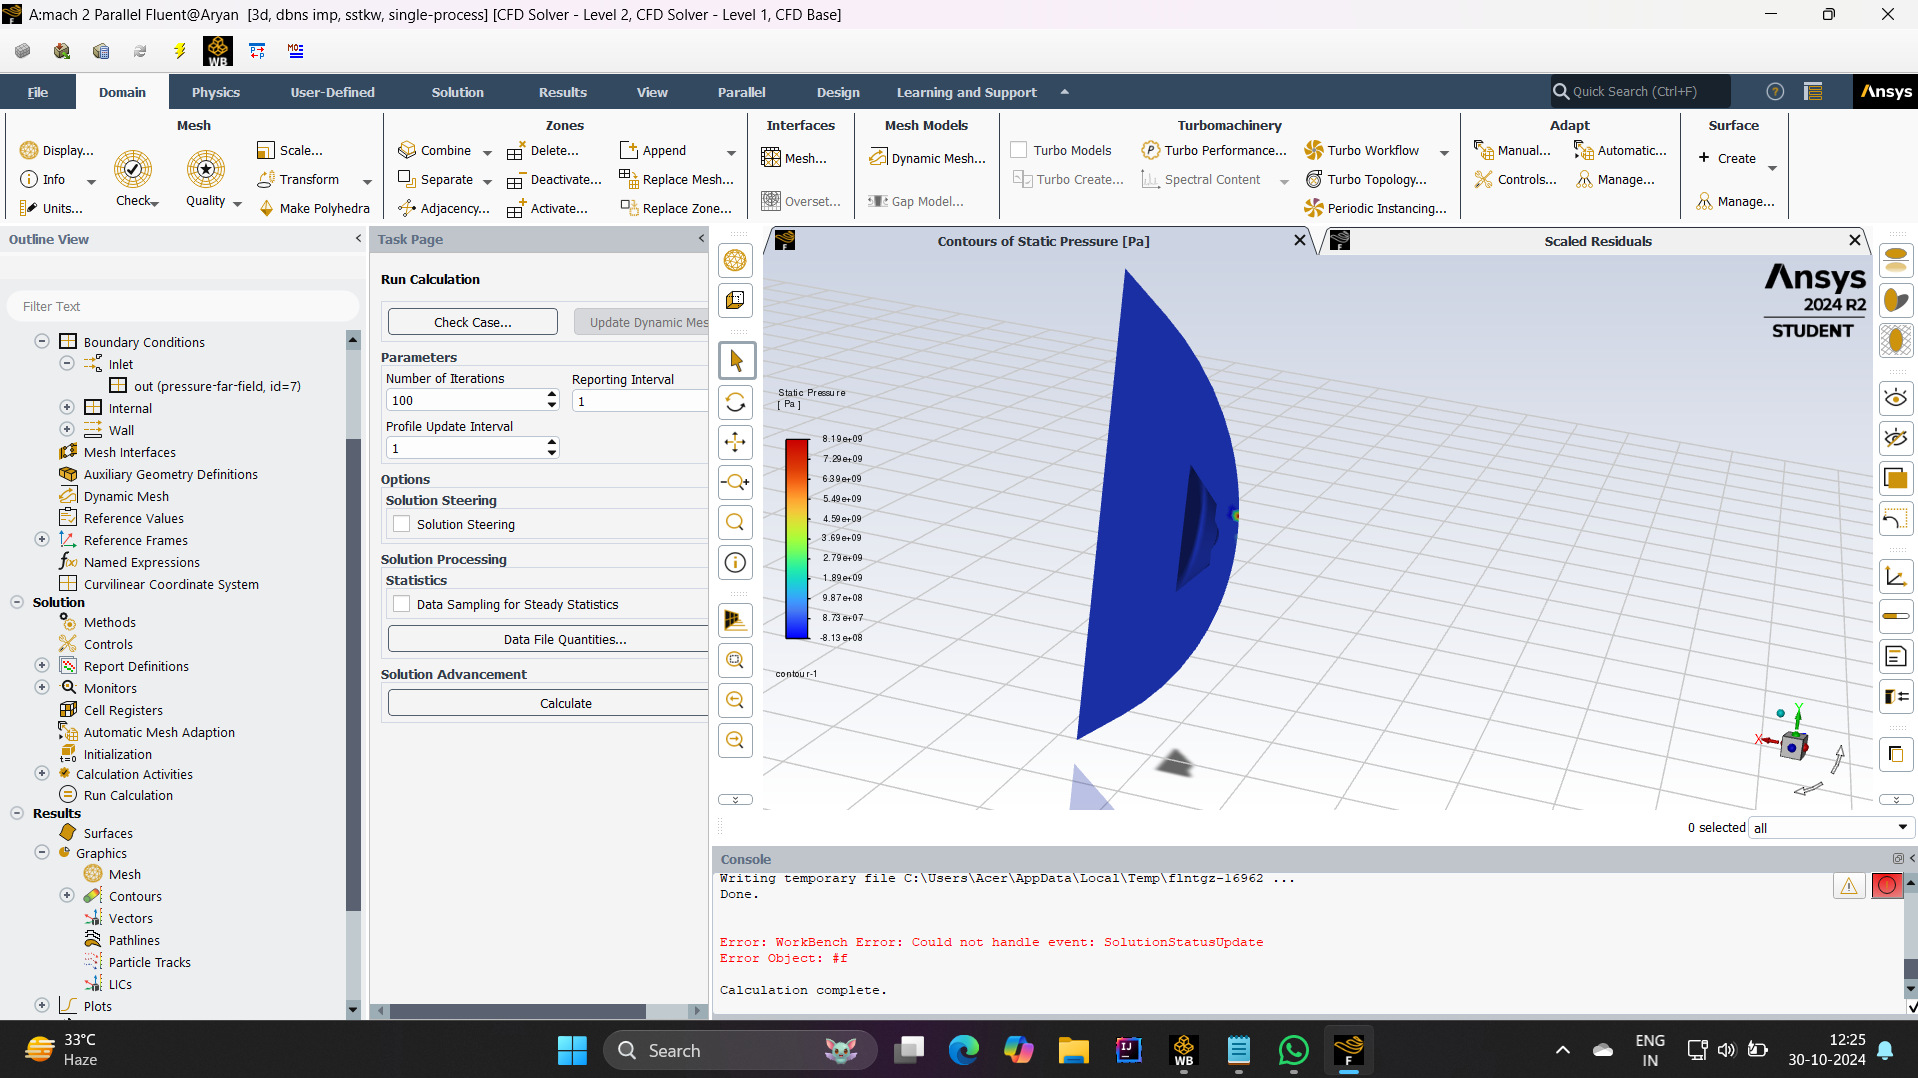 A:mach 2 Parallel Fluent@Aryan [3d, dbns imp, sstkw, single-process] [CFD Solver - Level 2, CFD Solver - Level 1, CFD Base]
WB
File Domain Physics User-Defined Solution Results View Parallel Design Learning and Support Quick Search (Ctrl+F) Ansys
Mesh Zones Interfaces Mesh Models Turbomachinery Adapt Surface
Display... Scale... Combine Delete... Append Mesh... Dynamic Mesh... Turbo Models Turbo Performance... Turbo Workflow Manual... Automatic... Create
Info Check Quality Transform Separate Deactivate... Replace Mesh... Turbo Create... Spectral Content Turbo Topology... Controls... Manage...
Units... Make Polyhedra Adjacency... Activate... Replace Zone... Overset... Gap Model... Periodic Instancing... Manage...
Outline View
Filter Text
Boundary Conditions
Inlet
out (pressure-far-field, id=7)
Internal
Wall
Mesh Interfaces
Auxiliary Geometry Definitions
Dynamic Mesh
Reference Values
Reference Frames
Named Expressions
Curvilinear Coordinate System
Solution
Methods
Controls
Report Definitions
Monitors
Cell Registers
Automatic Mesh Adaption
Initialization
Calculation Activities
Run Calculation
Results
Surfaces
Graphics
Mesh
Contours
Vectors
Pathlines
Particle Tracks
LICs
Plots
Task Page
Run Calculation
Check Case... Update Dynamic Mes
Parameters
Number of Iterations Reporting Interval
100 1
Profile Update Interval
1
Options
Solution Steering
Solution Steering
Solution Processing
Statistics
Data Sampling for Steady Statistics
Data File Quantities...
Solution Advancement
Calculate
Contours of Static Pressure [Pa] Scaled Residuals
Ansys
2024 R2
STUDENT
Static Pressure
[ Pa ]
8.19e+09
7.29e+09
6.39e+09
5.49e+09
4.59e+09
3.69e+09
2.79e+09
1.89e+09
9.87e+08
8.73e+07
-8.13e+08
contour-1
Y
X
0 selected all
Console
Writing temporary file C:\Users\Acer\AppData\Local\Temp\flntgz-16962 ...
Done.
Error: WorkBench Error: Could not handle event: SolutionStatusUpdate
Error Object: #f
Calculation complete.
33°C
Haze
Search
WB
F
ENG
IN
12:25
30-10-2024